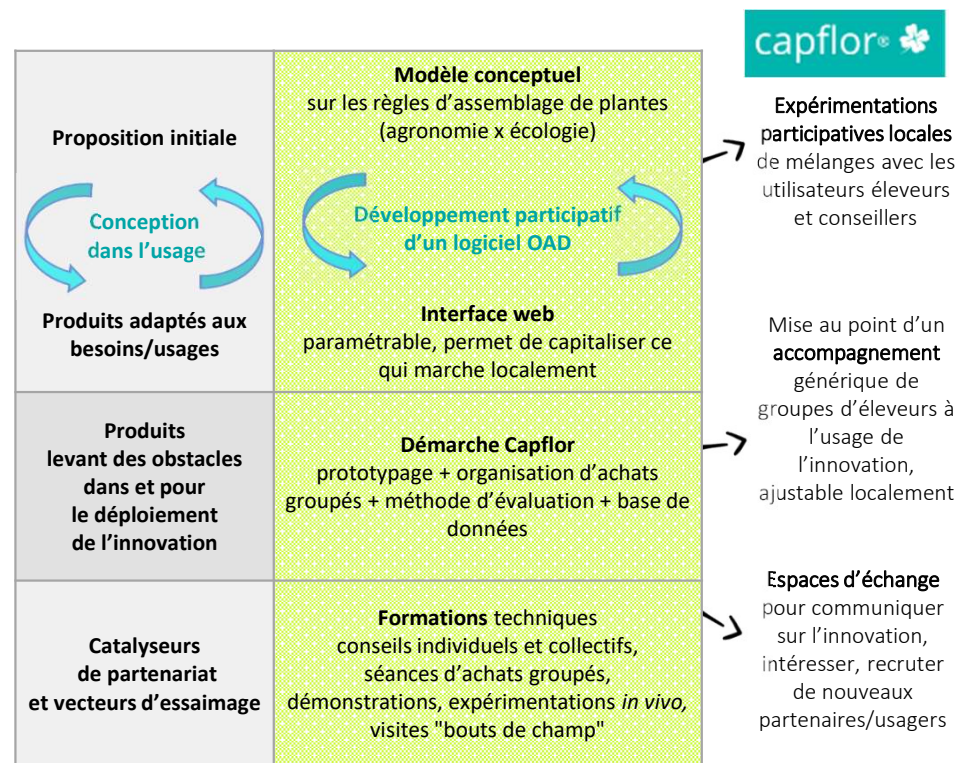 capflor®
Proposition initiale
Conception
dans l'usage
Produits adaptés aux
besoins/usages
Modèle conceptuel
sur les règles d'assemblage de plantes
(agronomie x écologie)
Développement participatif
d'un logiciel OAD
Interface web
paramétrable, permet de capitaliser ce
qui marche localement
Expérimentations
participatives locales
de mélanges avec les
utilisateurs éleveurs
et conseillers
Produits
levant des obstacles
dans et pour
le déploiement
de l'innovation
Démarche Capflor
prototypage + organisation d'achats
groupés + méthode d'évaluation + base de
données
Mise au point d'un
accompagnement
générique de
groupes d'éleveurs à
l'usage de
l'innovation,
ajustable localement
Catalyseurs
de partenariat
et vecteurs d'essaimage
Formations techniques
conseils individuels et collectifs,
séances d'achats groupés,
démonstrations, expérimentations in vivo,
visites "bouts de champ"
Espaces d'échange
pour communiquer
sur l'innovation,
intéresser, recruter
de nouveaux
partenaires/usagers